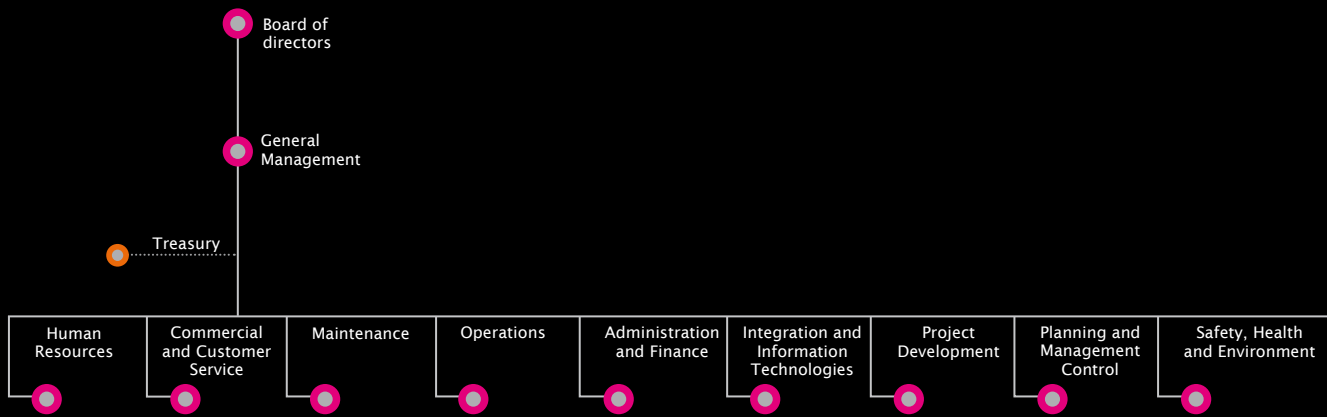 Board of
directors
General
Management
Treasury
Human
Resources
Commercial
and Customer
Service
Maintenance
Operations
Administration
and Finance
Integration and
Information
Technologies
Project
Development
Planning and
Management
Control
Safety, Health
and Environment